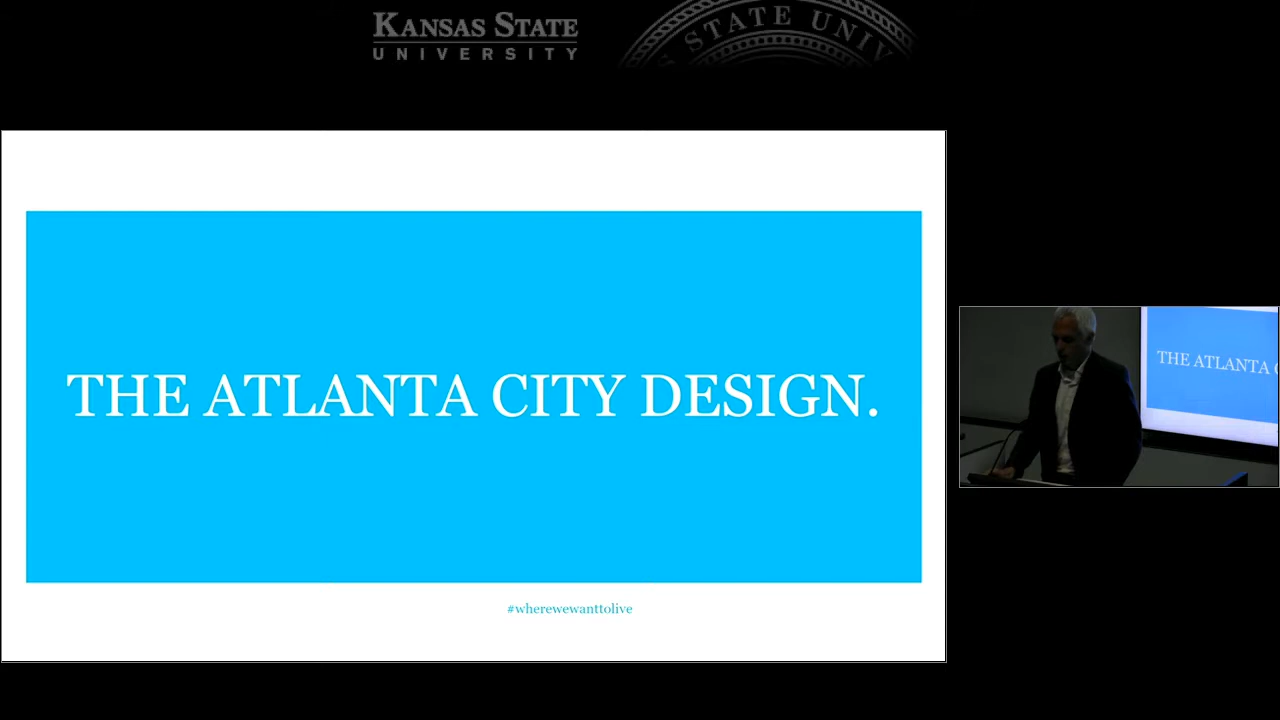 KANSAS STATE
UNIVERSITY
STATE UNIV
THE ATLANTA CITY DESIGN.
#wherewewanttolive
THE ATLANTA C